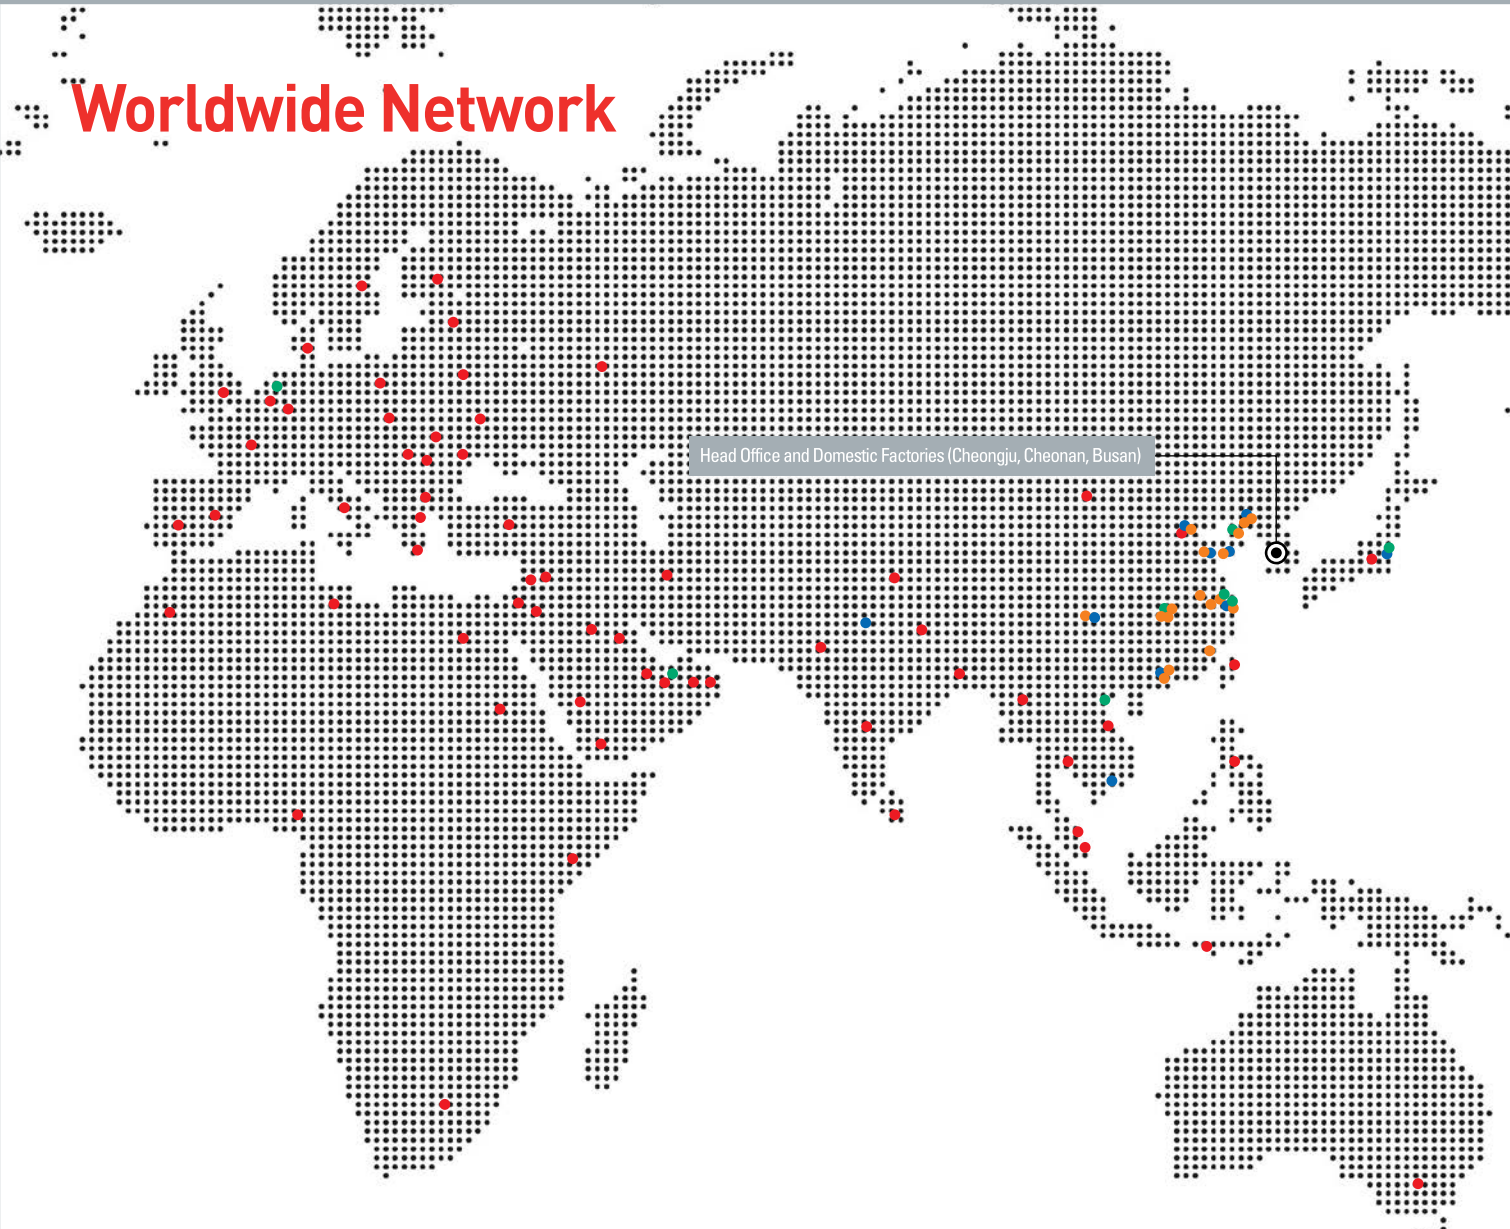 Worldwide Network
Head Office and Domestic Factories (Cheongju, Cheonan, Busan)